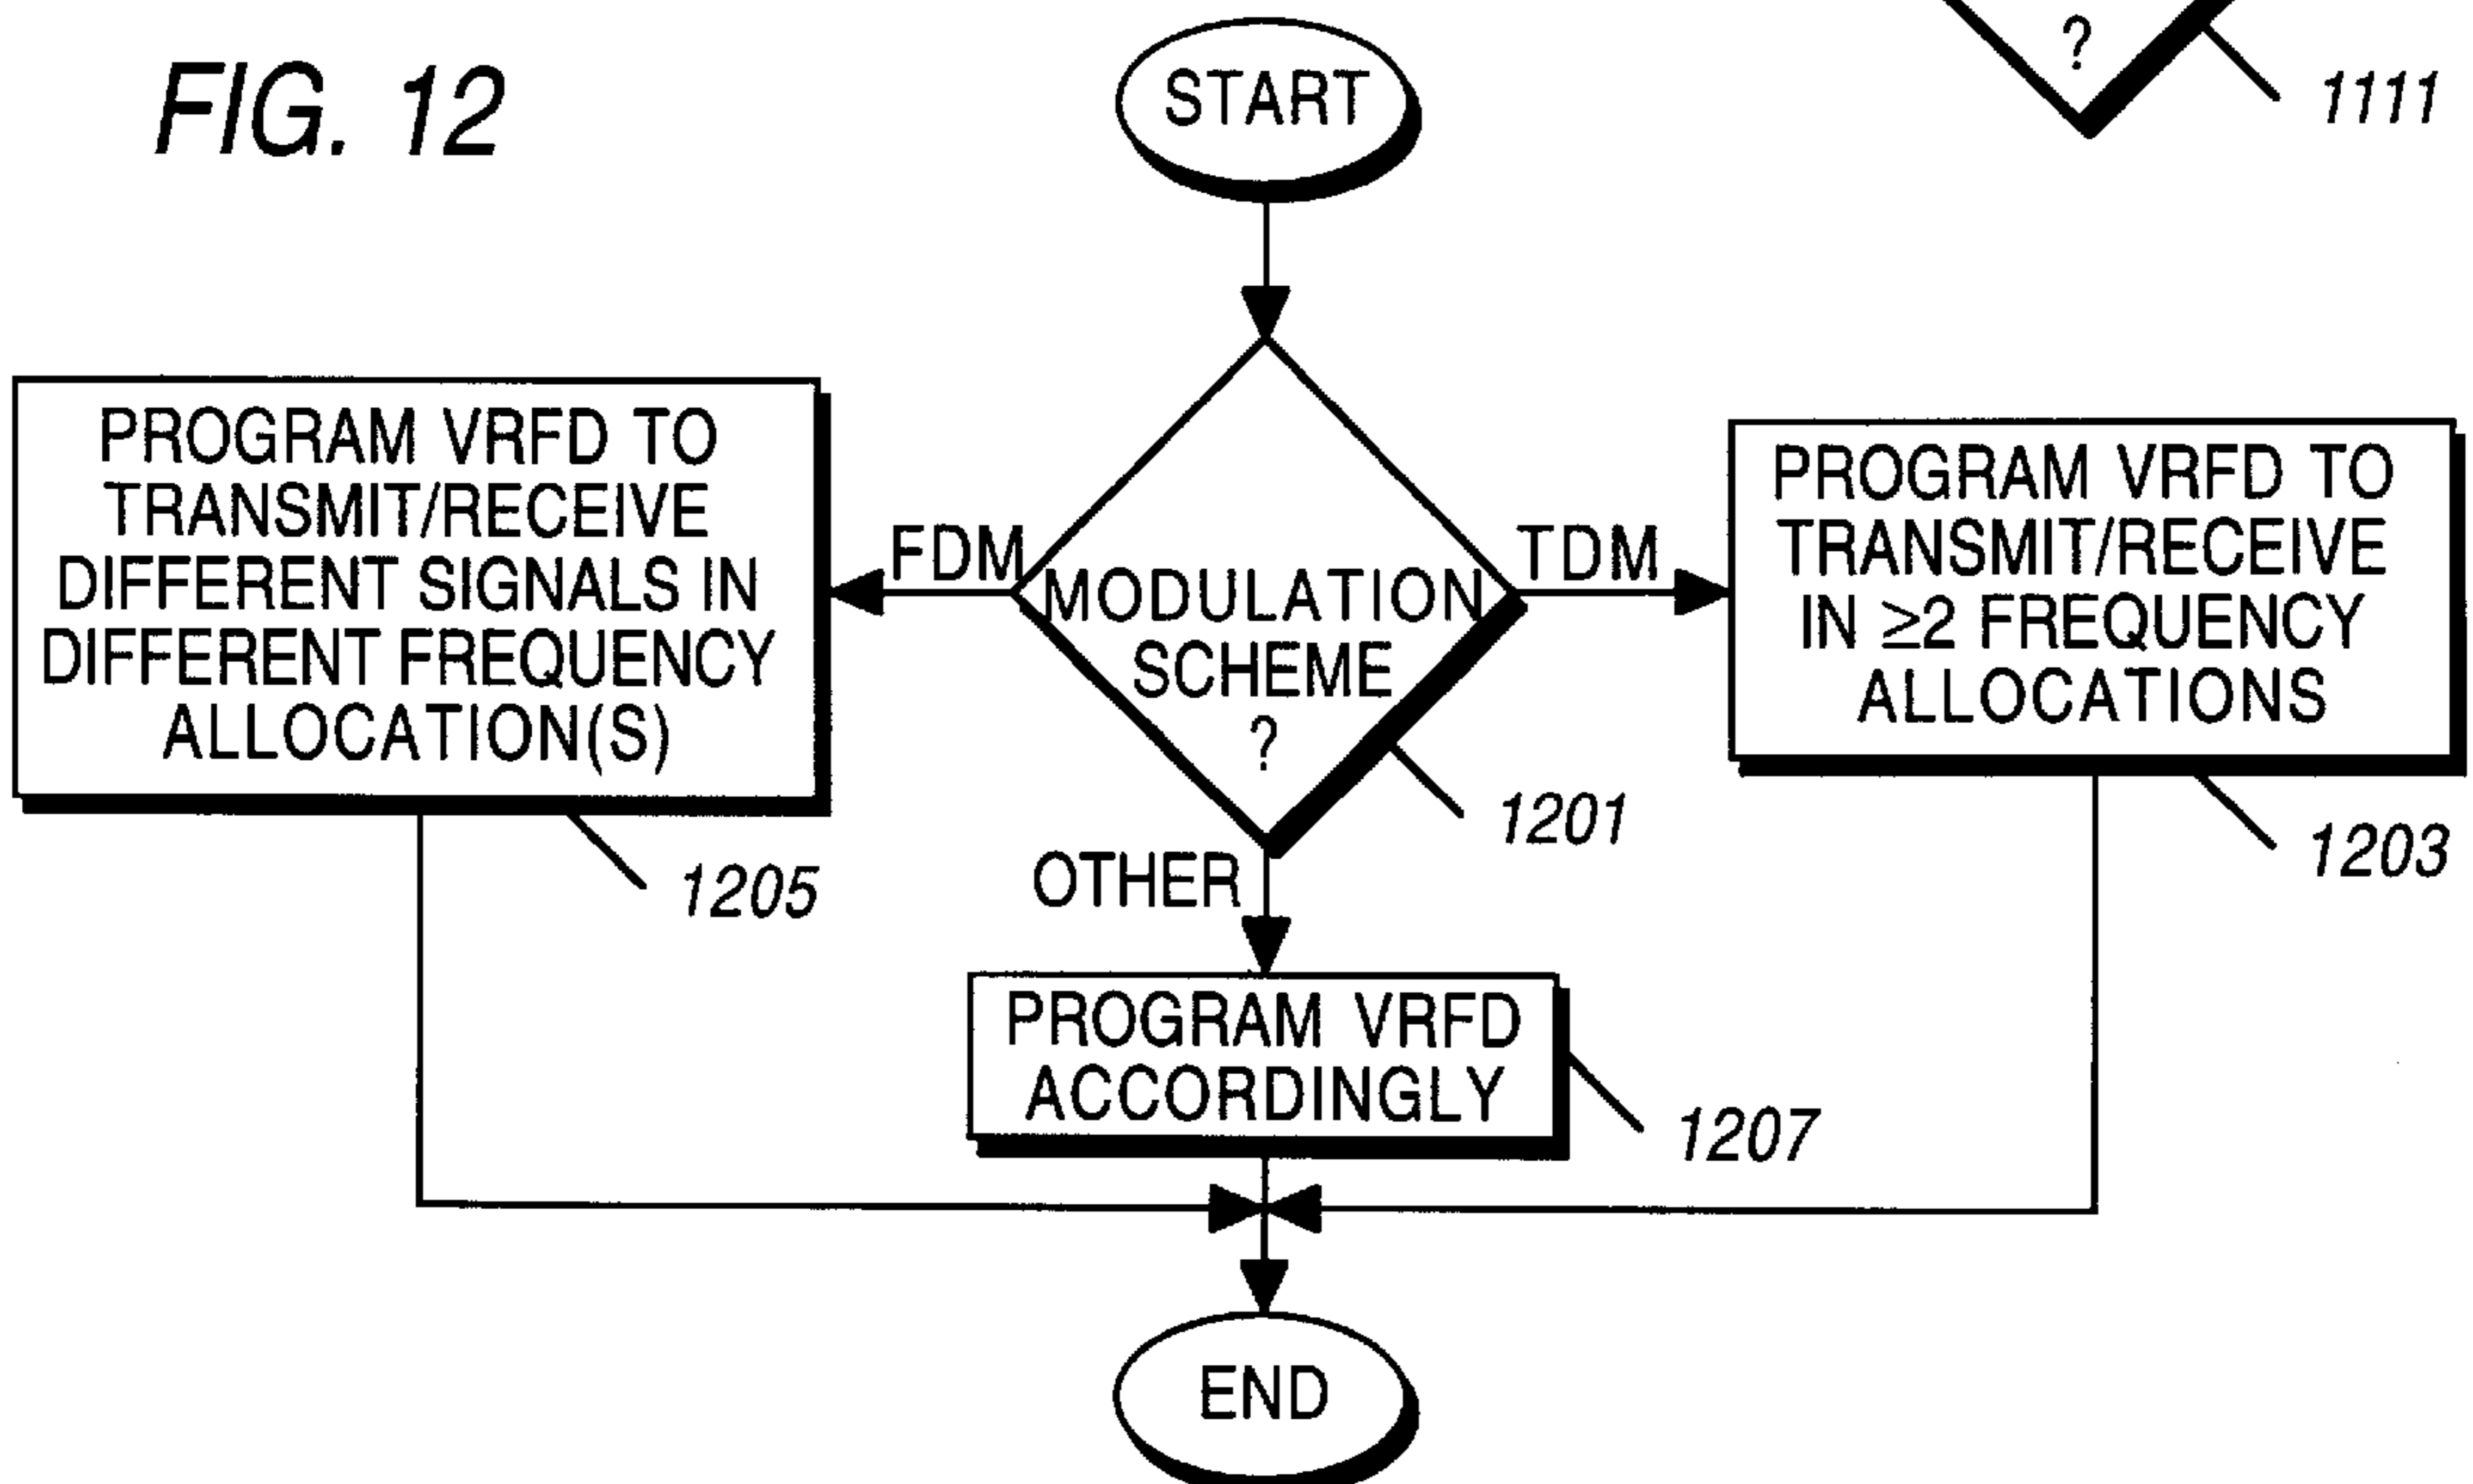 FIG. 12
START
?
1111
PROGRAM VRFD TO
TRANSMIT/RECEIVE
DIFFERENT SIGNALS IN
DIFFERENT FREQUENCY
ALLOCATION(S)
1205
FDM
MODULATION
SCHEME
?
1201
TDM
PROGRAM VRFD TO
TRANSMIT/RECEIVE
IN ≥2 FREQUENCY
ALLOCATIONS
1203
OTHER
PROGRAM VRFD
ACCORDINGLY
1207
END